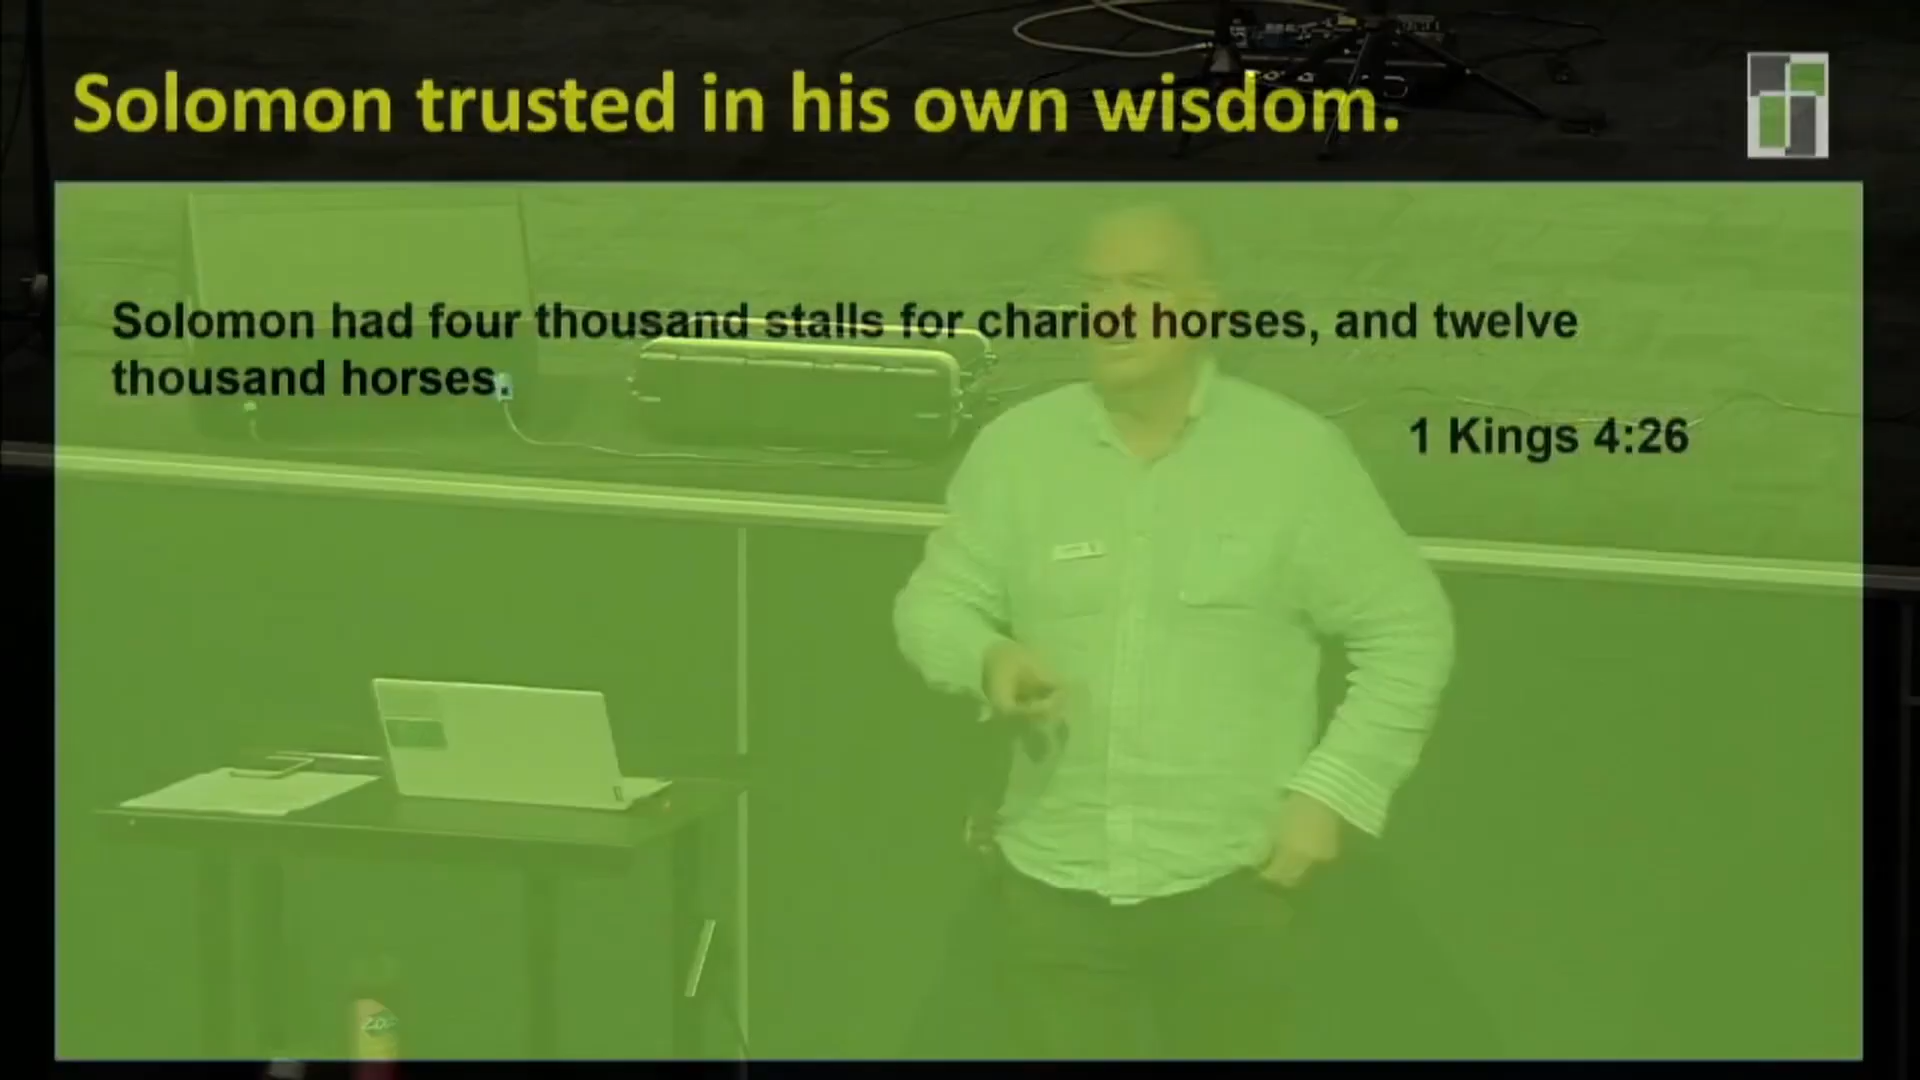 Solomon trusted in his own wisdom.
Solomon had four thousand stalls for chariot horses, and twelve
thousand horses.
1 Kings 4:26